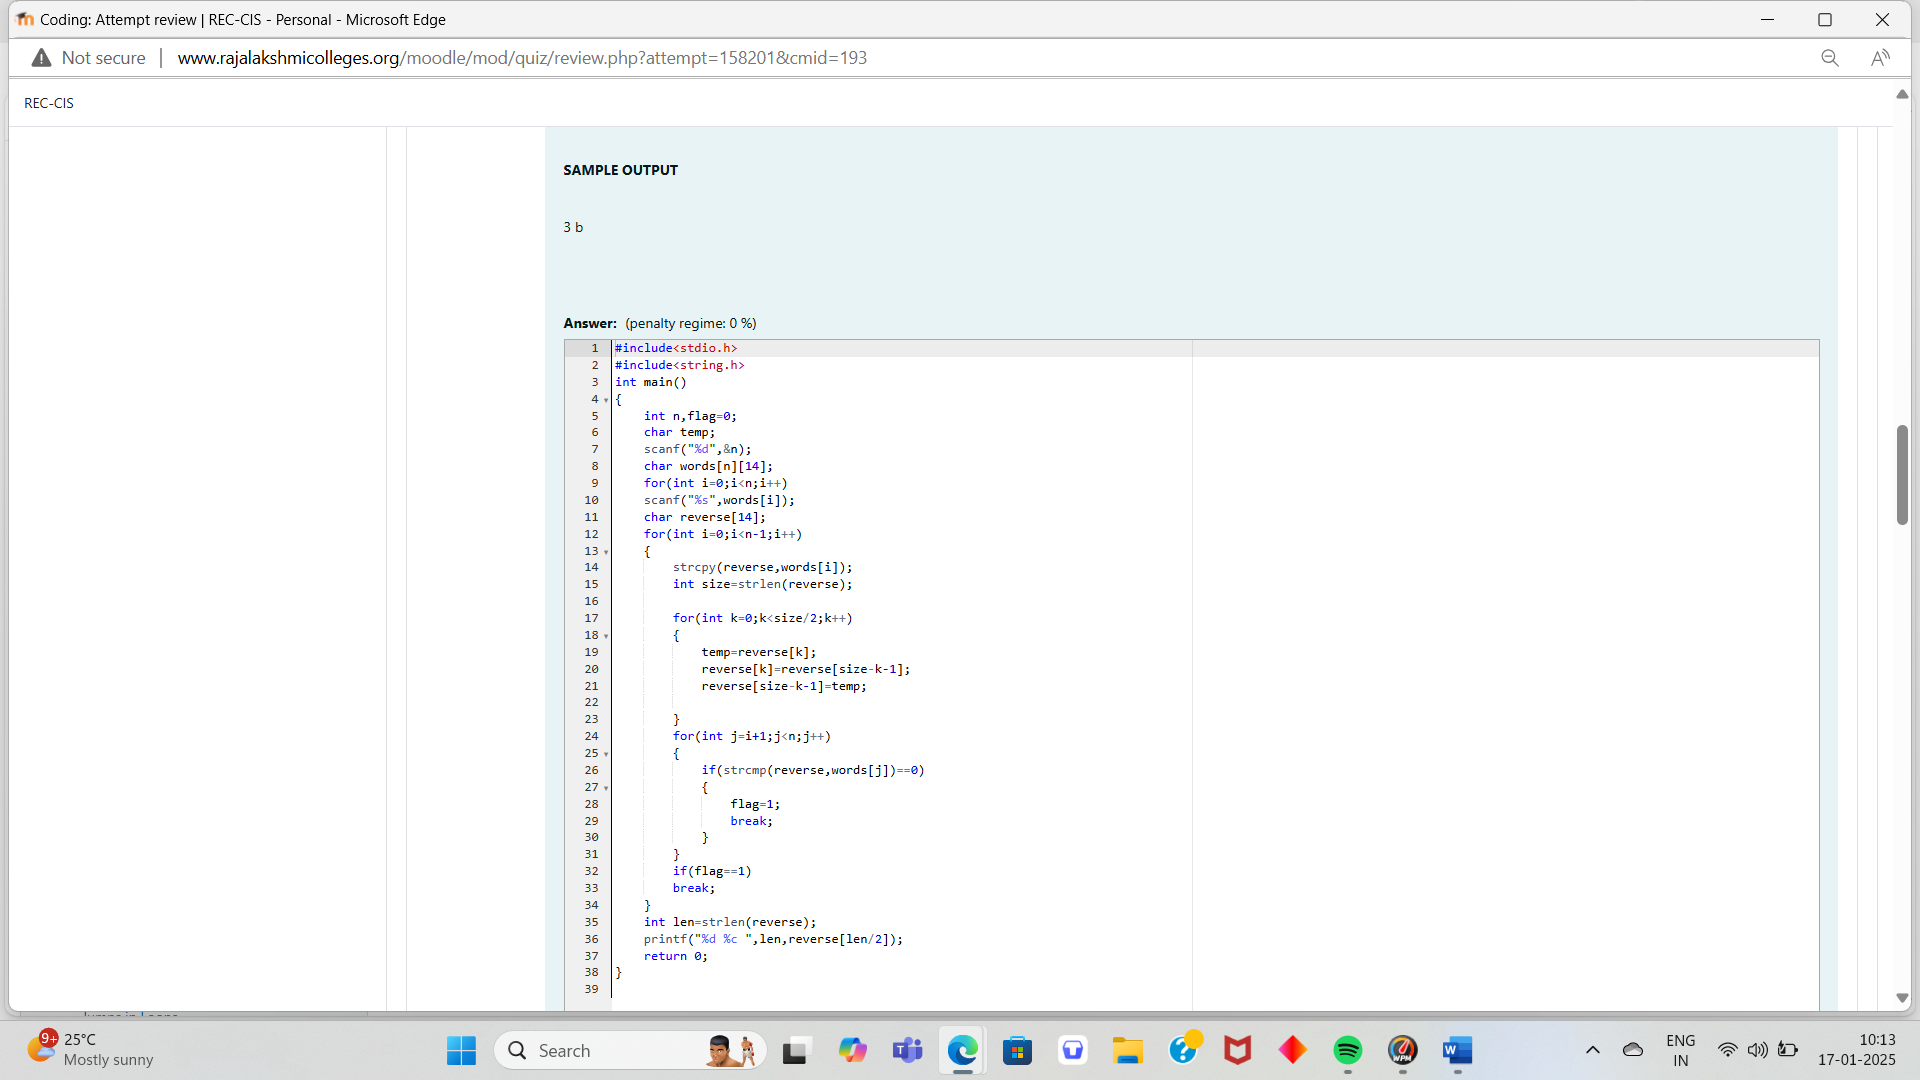 Coding: Attempt review | REC-CIS - Personal - Microsoft Edge
Not secure | www.rajalakshmicolleges.org/moodle/mod/quiz/review.php?attempt=158201&cmid=193
REC-CIS
SAMPLE OUTPUT
3 b
Answer: (penalty regime: 0 %)
1 #include<stdio.h>
2 #include<string.h>
3 int main()
4 {
5 int n,flag=0;
6 char temp;
7 scanf("%d",&n);
8 char words[n][14];
9 for(int i=0;i<n;i++)
10 scanf("%s",words[i]);
11 char reverse[14];
12 for(int i=0;i<n-1;i++)
13 {
14 strcpy(reverse,words[i]);
15 int size=strlen(reverse);
16
17 for(int k=0;k<size/2;k++)
18 {
19 temp=reverse[k];
20 reverse[k]=reverse[size-k-1];
21 reverse[size-k-1]=temp;
22
23 }
24 for(int j=i+1;j<n;j++)
25 {
26 if(strcmp(reverse,words[j])==0)
27 {
28 flag=1;
29 break;
30 }
31 }
32 if(flag==1)
33 break;
34 }
35 int len=strlen(reverse);
36 printf("%d %c ",len,reverse[len/2]);
37 return 0;
38 }
39
9+
25°C
Mostly sunny
Search
WPM
ENG
IN
10:13
17-01-2025